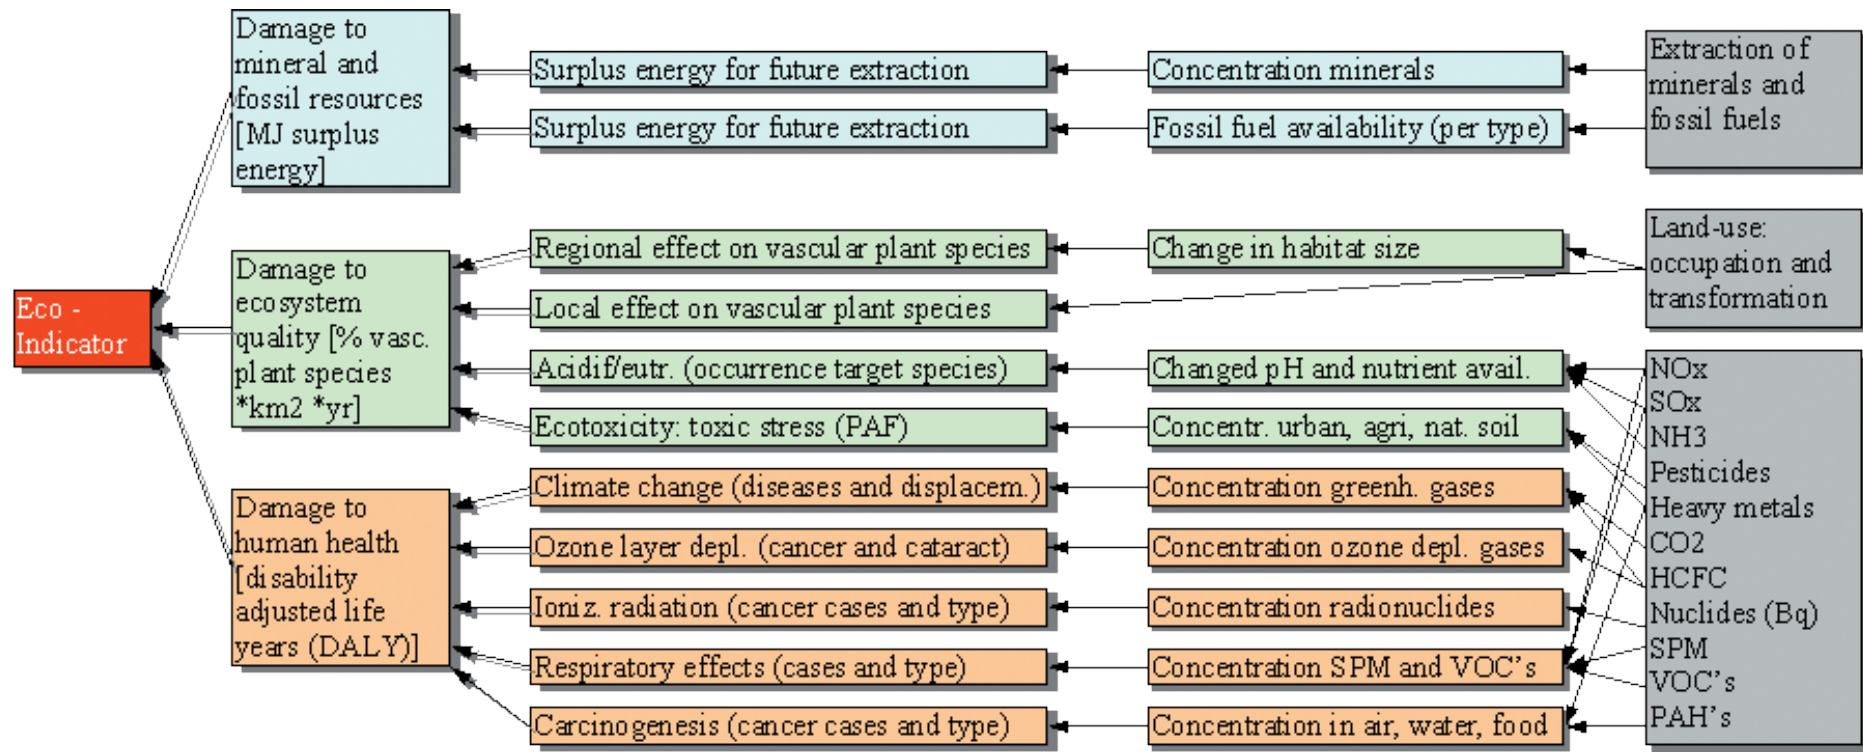 Eco -
Indicator
Damage to
mineral and
fossil resources
[MJ surplus
energy]
Damage to
ecosystem
quality [% vasc.
plant species
*km2 *yr]
Damage to
human health
[disability
adjusted life
years (DALY)]
Surplus energy for future extraction
Surplus energy for future extraction
Regional effect on vascular plant species
Local effect on vascular plant species
Acidif/eutr. (occurrence target species)
Ecotoxicity: toxic stress (PAF)
Climate change (diseases and displacem.)
Ozone layer depl. (cancer and cataract)
Ioniz. radiation (cancer cases and type)
Respiratory effects (cases and type)
Carcinogenesis (cancer cases and type)
Concentration minerals
Fossil fuel availability (per type)
Change in habitat size
Changed pH and nutrient avail.
Concentr. urban, agri, nat. soil
Concentration greenh. gases
Concentration ozone depl. gases
Concentration radionuclides
Concentration SPM and VOC's
Concentration in air, water, food
Extraction of
minerals and
fossil fuels
Land-use:
occupation and
transformation
NOx
SOx
NH3
Pesticides
Heavy metals
CO2
HCFC
Nuclides (Bq)
SPM
VOC's
PAH's